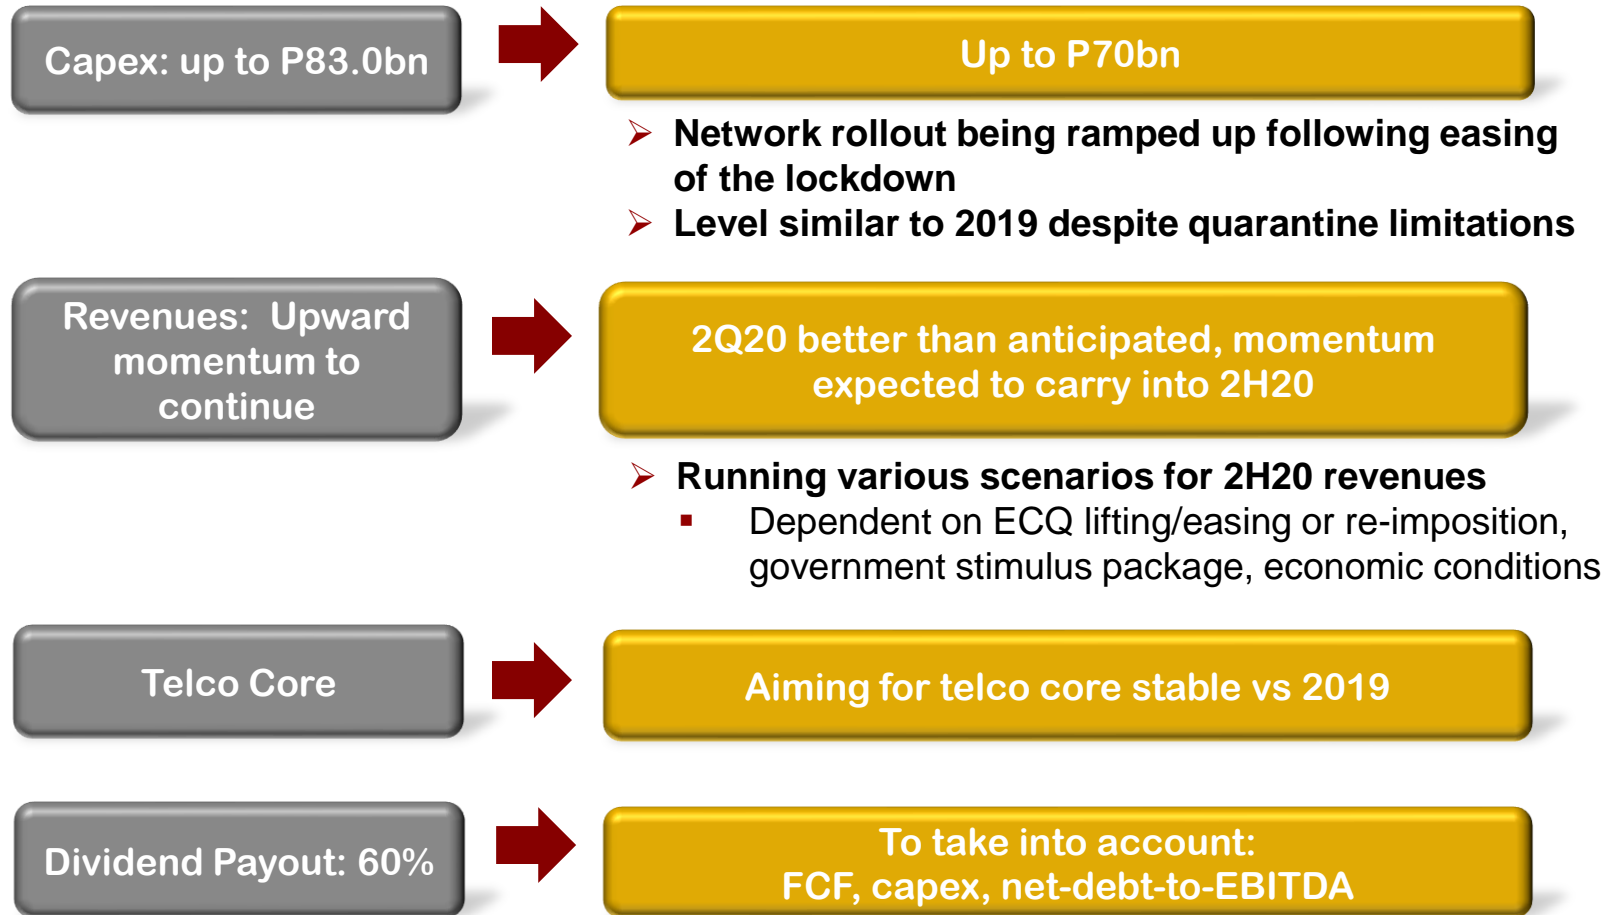 Capex: up to P83.0bn
Up to P70bn
➢ Network rollout being ramped up following easing
of the lockdown
➢ Level similar to 2019 despite quarantine limitations
Revenues: Upward
momentum to
continue
2Q20 better than anticipated, momentum
expected to carry into 2H20
➢ Running various scenarios for 2H20 revenues
▪ Dependent on ECQ lifting/easing or re-imposition,
government stimulus package, economic conditions
Telco Core
Aiming for telco core stable vs 2019
Dividend Payout: 60%
To take into account:
FCF, capex, net-debt-to-EBITDA